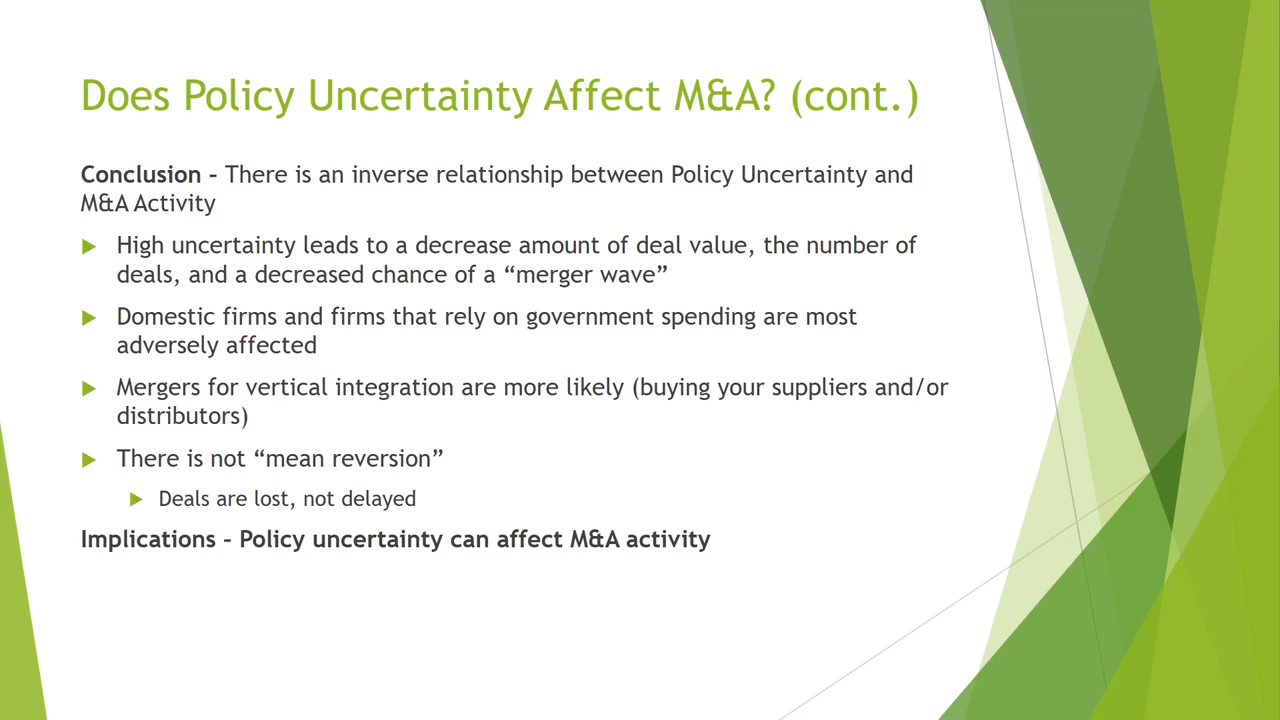 Does Policy Uncertainty Affect M&A? (cont.)
Conclusion – There is an inverse relationship between Policy Uncertainty and
M&A Activity
High uncertainty leads to a decrease amount of deal value, the number of
deals, and a decreased chance of a “merger wave”
Domestic firms and firms that rely on government spending are most
adversely affected
Mergers for vertical integration are more likely (buying your suppliers and/or
distributors)
There is not “mean reversion”
Deals are lost, not delayed
Implications – Policy uncertainty can affect M&A activity